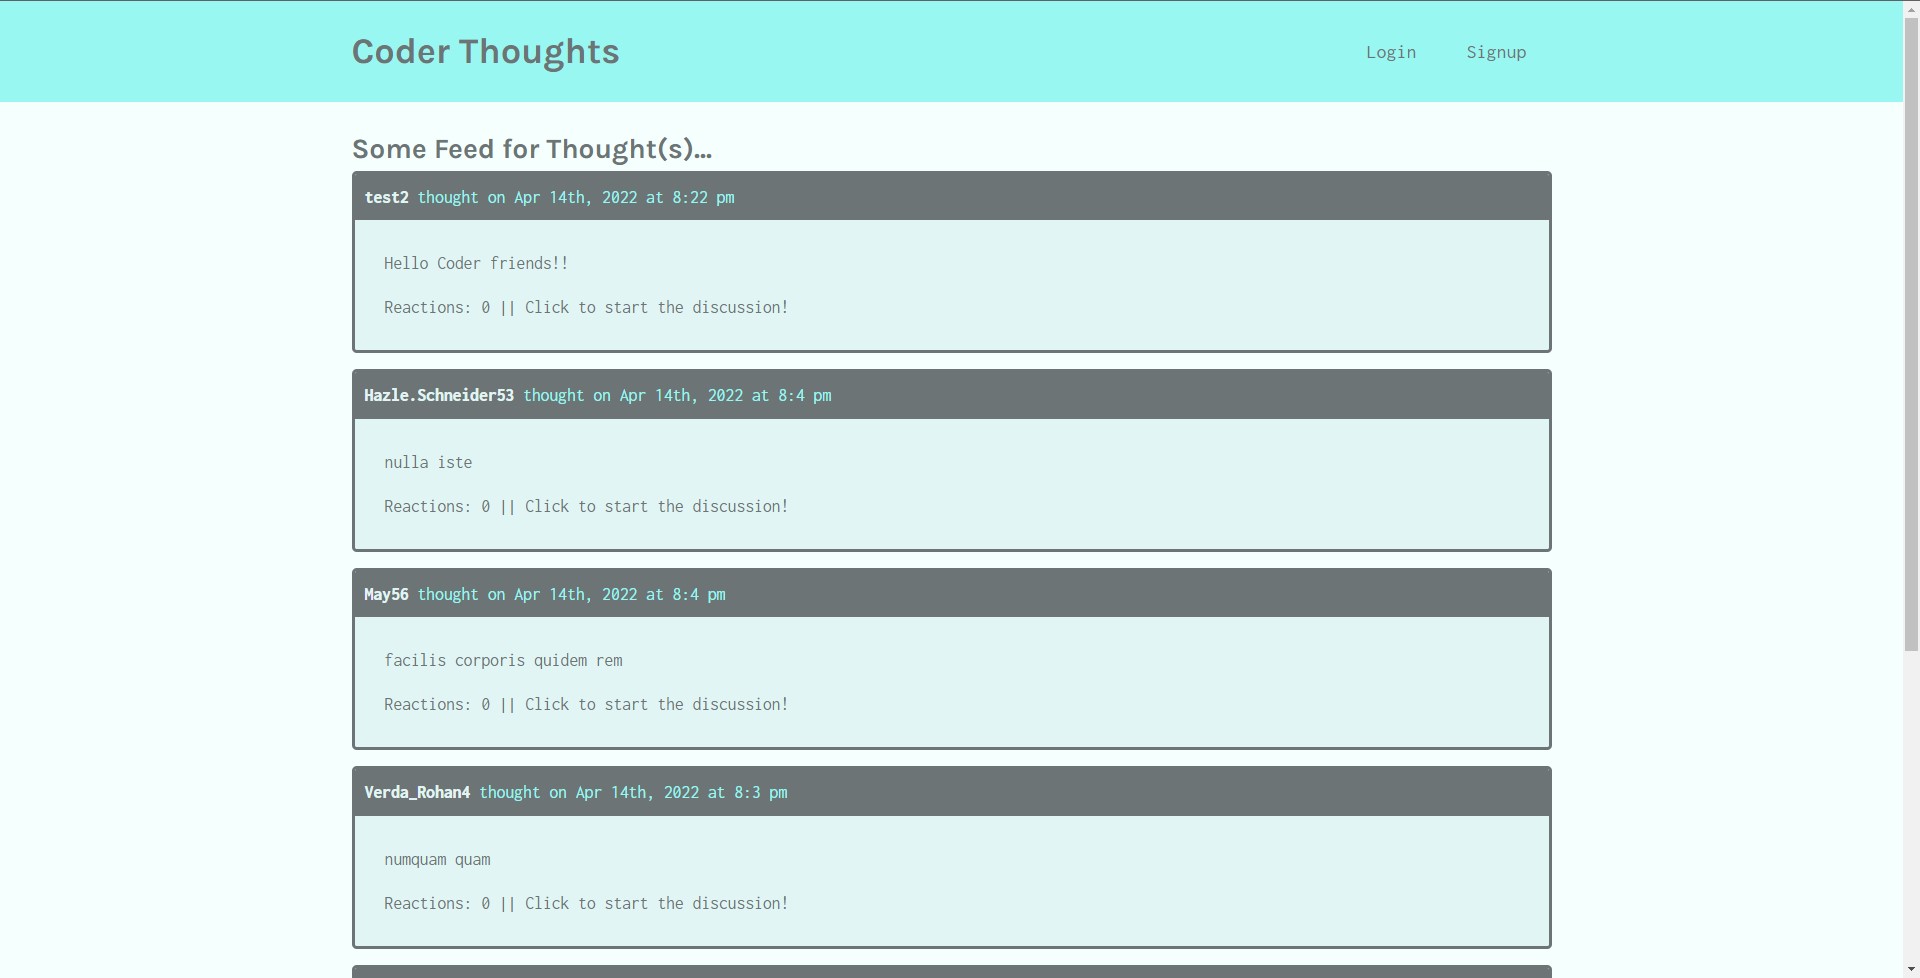 Coder Thoughts
Login
Signup
Some Feed for Thought(s)...
test2 thought on Apr 14th, 2022 at 8:22 pm
Hello Coder friends!!
Reactions: 0 || Click to start the discussion!
Hazle.Schneider53 thought on Apr 14th, 2022 at 8:4 pm
nulla iste
Reactions: 0 || Click to start the discussion!
May56 thought on Apr 14th, 2022 at 8:4 pm
facilis corporis quidem rem
Reactions: 0 || Click to start the discussion!
Verda_Rohan4 thought on Apr 14th, 2022 at 8:3 pm
numquam quam
Reactions: 0 || Click to start the discussion!